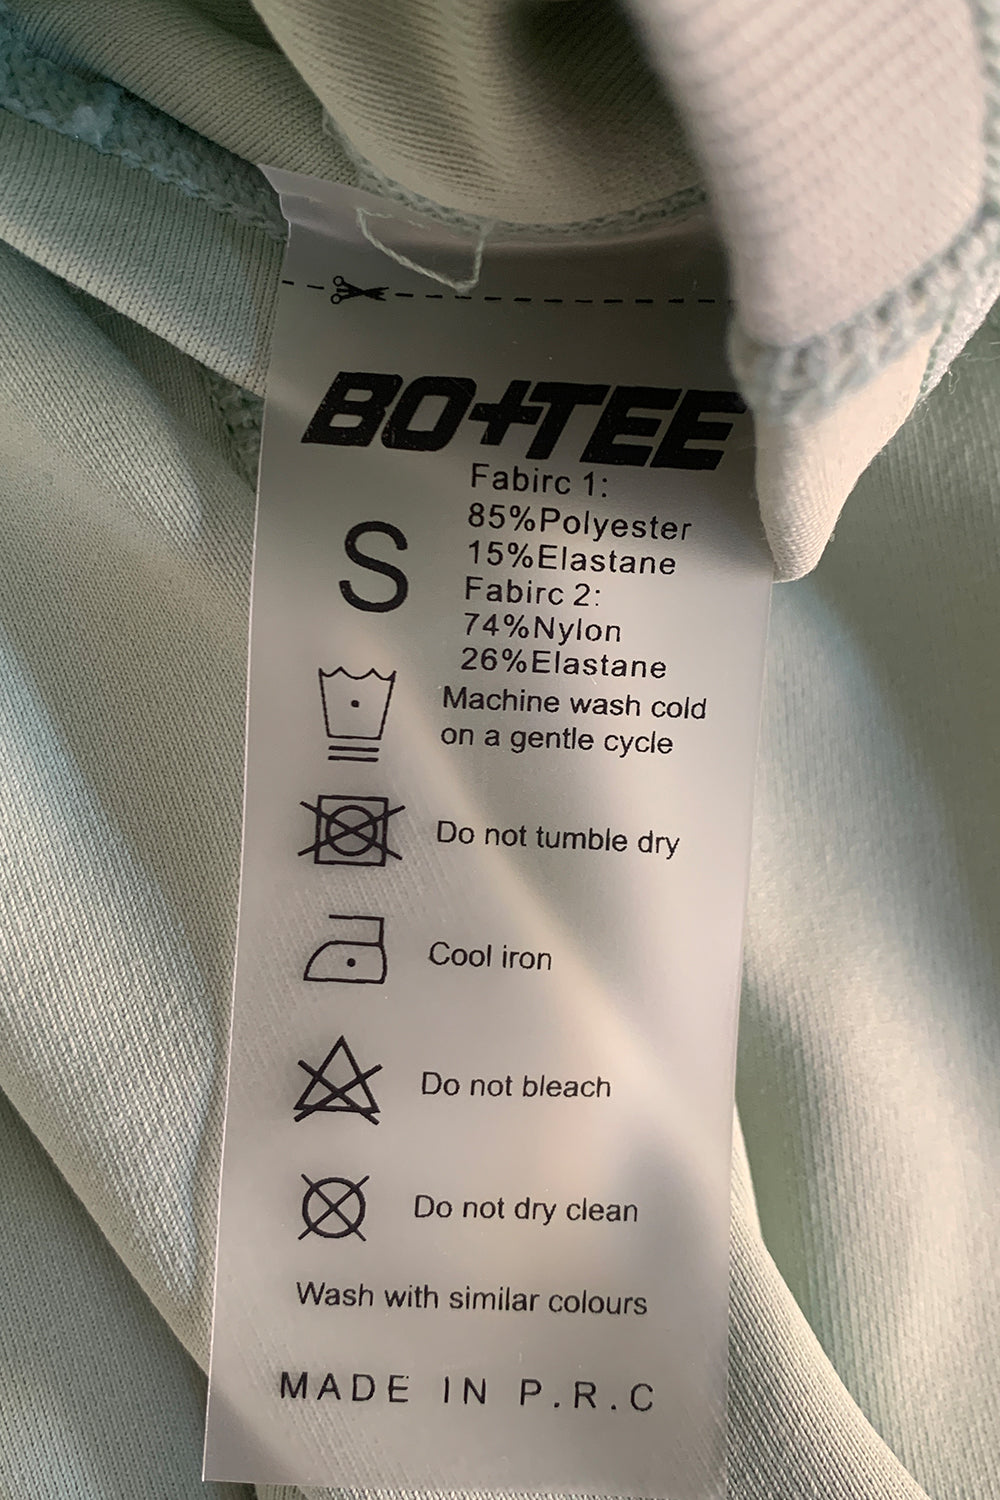 BO+TEE
Fabirc 1:
85%Polyester
S
15%Elastane
Fabirc 2:
74%Nylon
26%Elastane
Machine wash cold
on a gentle cycle
Do not tumble dry
Cool iron
Do not bleach
Do not dry clean
Wash with similar colours
MADE IN P.R.C